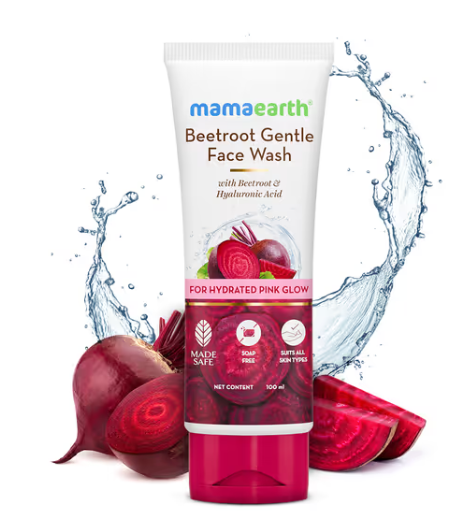 mamaearth®
Beetroot Gentle
Face Wash
with Beetroot &
Hyaluronic Acid
FOR HYDRATED PINK GLOW
MADE
SAFE
SOAP
FREE
SUITS ALL
SKIN TYPES
NET CONTENT 100 ml